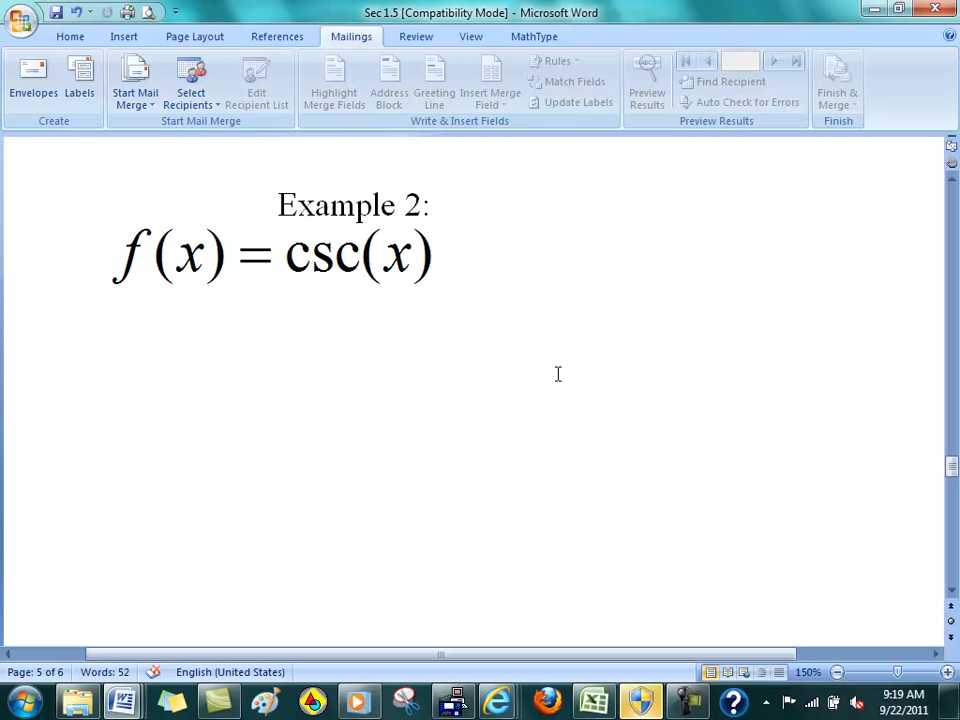 Sec 1.5 [Compatibility Mode] - Microsoft Word
Home Insert Page Layout References Mailings Review View MathType
Envelopes Labels
Create
Start Mail Merge Select Recipients Edit Recipient List
Start Mail Merge
Highlight Merge Fields Address Block Greeting Line Insert Merge Field
Rules
Match Fields
Update Labels
Write & Insert Fields
Preview Results
Find Recipient
Auto Check for Errors
Preview Results
Finish & Merge
Finish
Example 2:
f(x) = csc(x)
Page: 5 of 6 Words: 52 English (United States) 150%
9:19 AM
9/22/2011